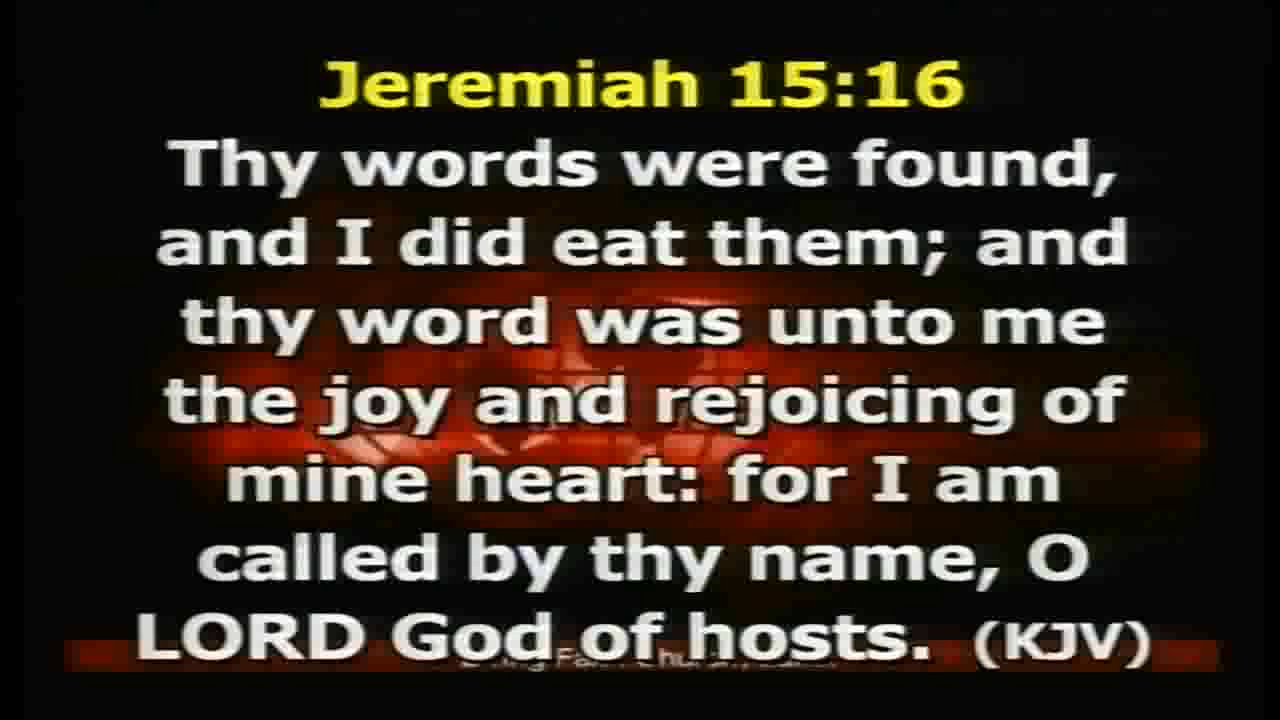 Jeremiah 15:16
Thy words were found,
and I did eat them; and
thy word was unto me
the joy and rejoicing of
mine heart: for I am
called by thy name, O
LORD God of hosts. (KJV)